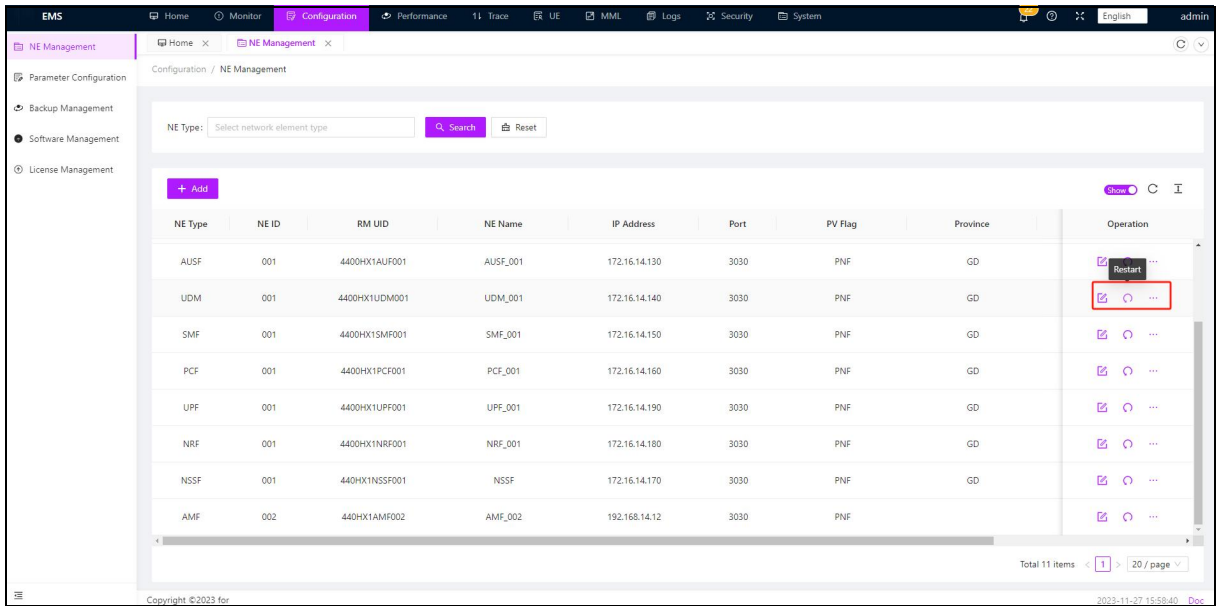 EMS Home Monitor Configuration Performance Trace UE MML Logs Security System 22 English admin
NE Management
Parameter Configuration
Backup Management
Software Management
License Management
Home NE Management
Configuration / NE Management
NE Type: Select network element type Search Reset
+ Add Show
NE Type NE ID RM UID NE Name IP Address Port PV Flag Province Operation
AUSF 001 4400HX1AUF001 AUSF_001 172.16.14.130 3030 PNF GD
Restart
UDM 001 4400HX1UDM001 UDM_001 172.16.14.140 3030 PNF GD
SMF 001 4400HX1SMF001 SMF_001 172.16.14.150 3030 PNF GD
PCF 001 4400HX1PCF001 PCF_001 172.16.14.160 3030 PNF GD
UPF 001 4400HX1UPF001 UPF_001 172.16.14.190 3030 PNF GD
NRF 001 4400HX1NRF001 NRF_001 172.16.14.180 3030 PNF GD
NSSF 001 440HX1NSSF001 NSSF 172.16.14.170 3030 PNF GD
AMF 002 440HX1AMF002 AMF_002 192.168.14.12 3030 PNF
Total 11 items < 1 > 20 / page
Copyright ©2023 for 2023-11-27 15:58:40 Doc